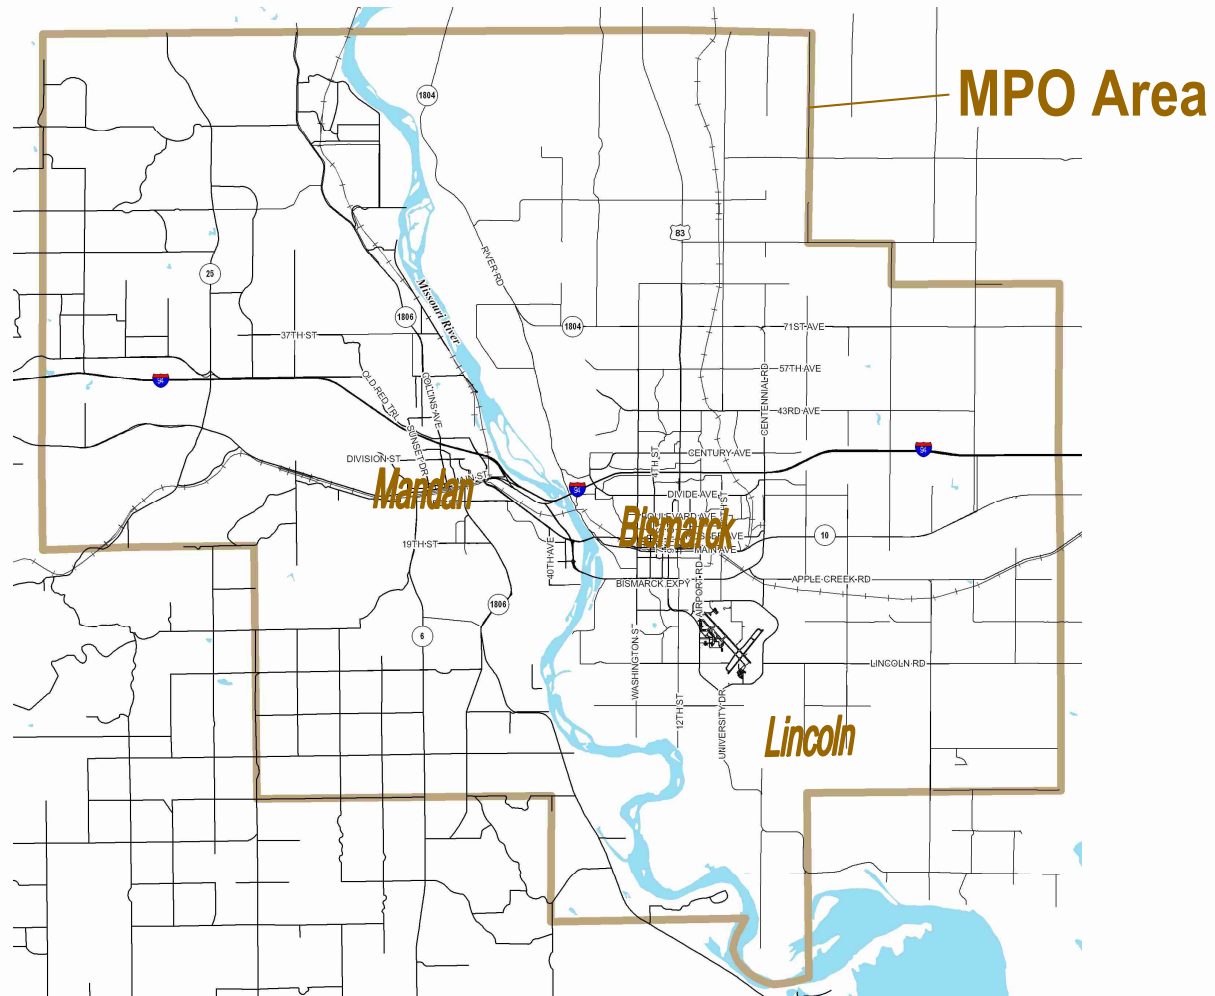 MPO Area
1804
83
RIVER RD
25
Missouri River
1806
1804
71ST AVE
37TH ST
57TH AVE
94
OLD RED TRL
COLLINS AVE
CENTENNIAL RD
43RD AVE
SUNSET DR
4TH ST
CENTURY AVE
94
DIVISION ST
Mandan
94
DIVIDE AVE
BOULEVARD AVE
Bismarck
10
19TH ST
40TH AVE
MAIN AVE
BISMARCK EXPY
AIRPORT RD
APPLE CREEK RD
1806
6
WASHINGTON S
LINCOLN RD
12TH ST
UNIVERSITY DR
Lincoln